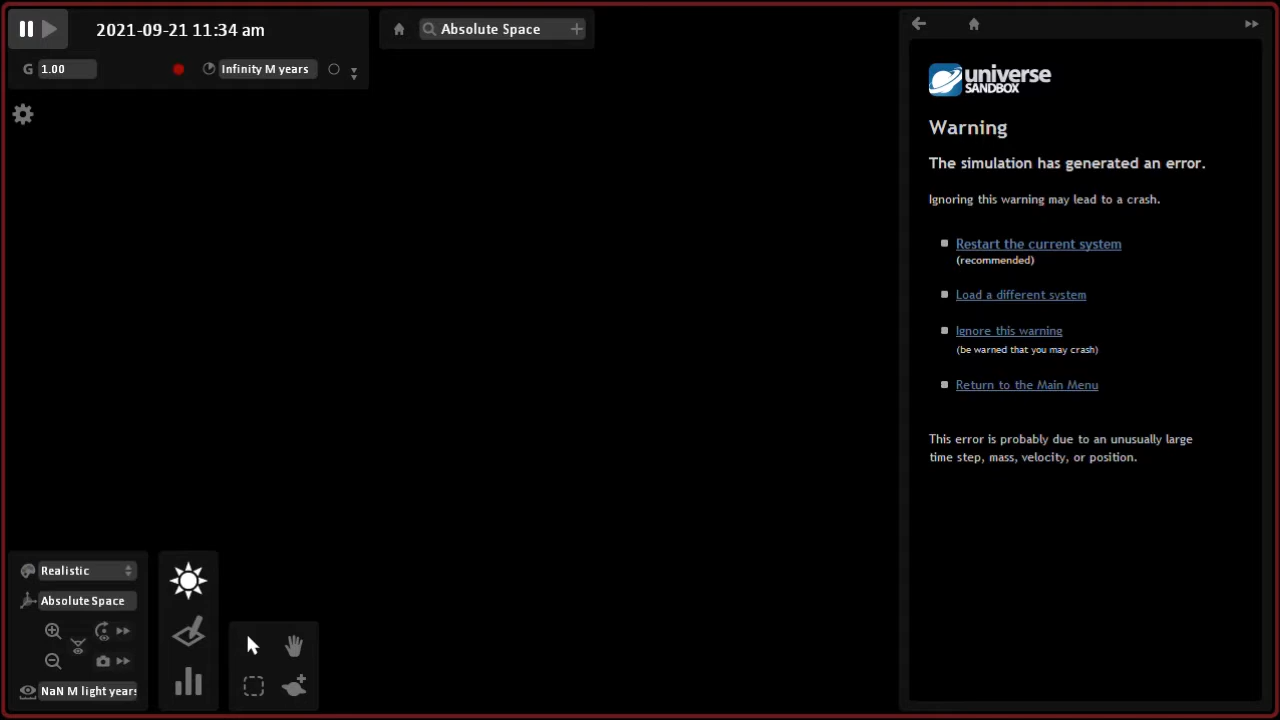 2021-09-21 11:34 am
G 1.00
Infinity M years
Absolute Space
universe
SANDBOX
Warning
The simulation has generated an error.
Ignoring this warning may lead to a crash.
Restart the current system
(recommended)
Load a different system
Ignore this warning
(be warned that you may crash)
Return to the Main Menu
This error is probably due to an unusually large
time step, mass, velocity, or position.
Realistic
Absolute Space
NaN M light years